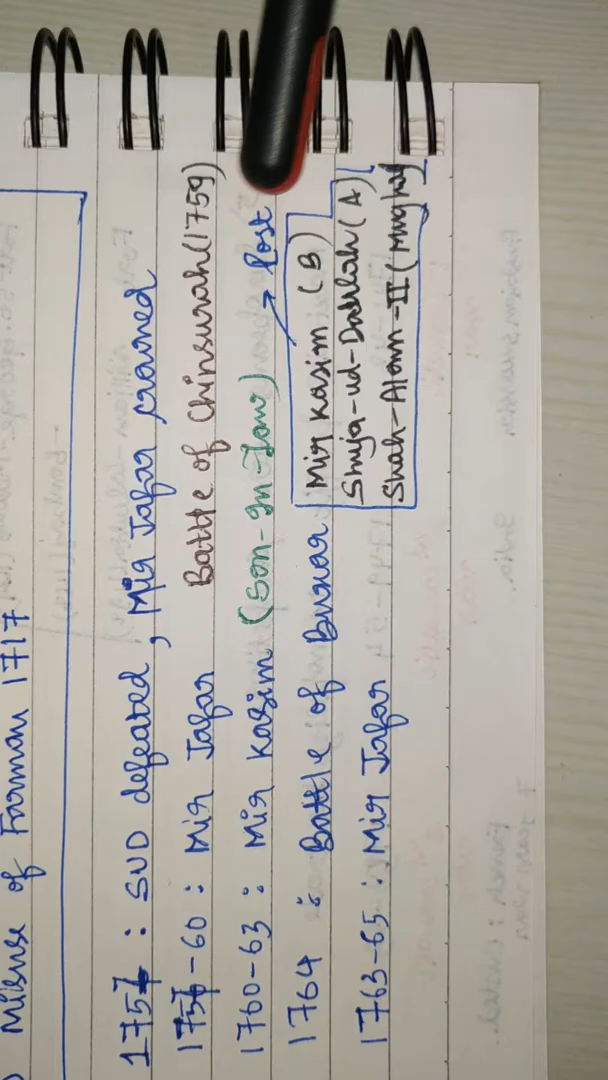 Misuse of Farman 1717
1757 : SUD defeated, Mir Jafar crowned
1757-60 : Mir Jafar Battle of Chinsurah (1759)
1760-63 : Mir Kasim (Son-In-Law) → lost
1764 : Battle of Buxar Mir Kasim (B)
Shuja-ud-Daulah (A)
Shah-Alam-II (Mughal)
1763-65 : Mir Jafar